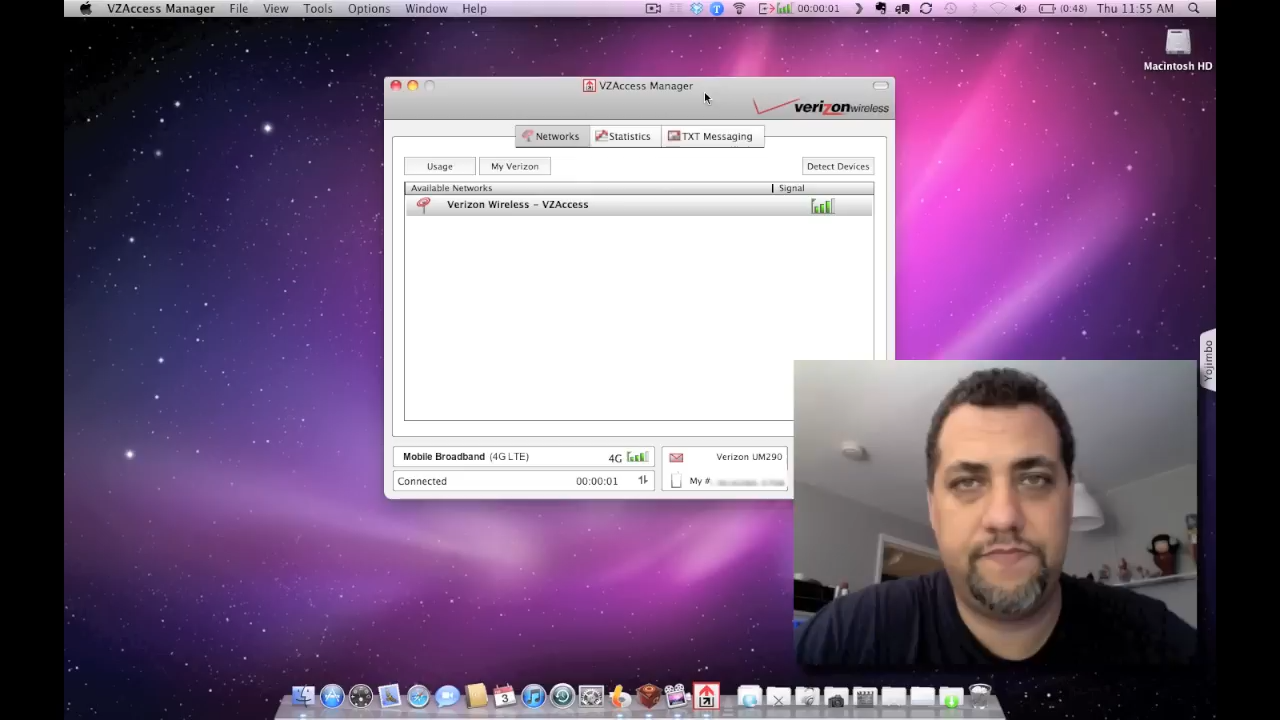 VZAccess Manager File View Tools Options Window Help 00:00:01 (0:48) Thu 11:55 AM
Macintosh HD
VZAccess Manager
verizonwireless
Networks Statistics TXT Messaging
Usage My Verizon Detect Devices
Available Networks Signal
Verizon Wireless – VZAccess
Yojimbo
Mobile Broadband (4G LTE) 4G Verizon UM290
Connected 00:00:01 My #:
3